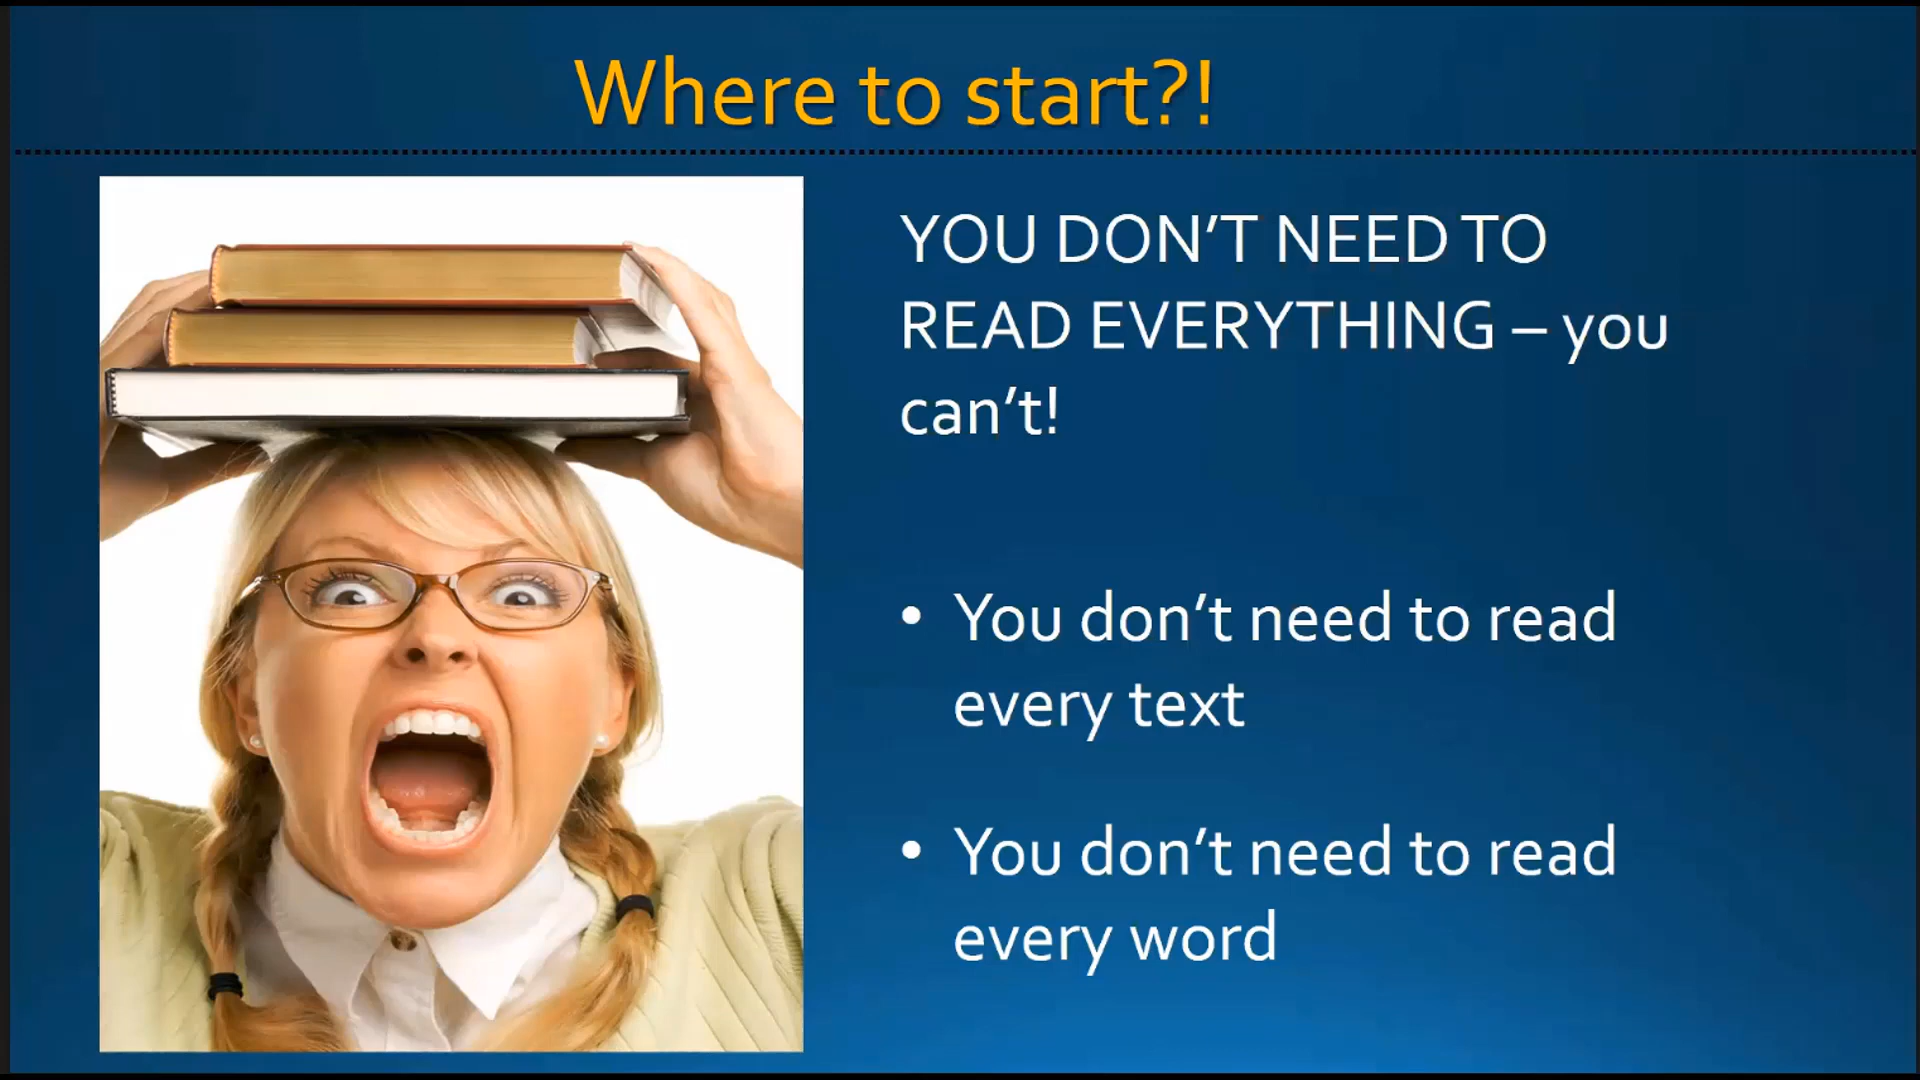 Where to start?!
YOU DON’T NEED TO
READ EVERYTHING – you
can’t!
• You don’t need to read
every text
• You don’t need to read
every word